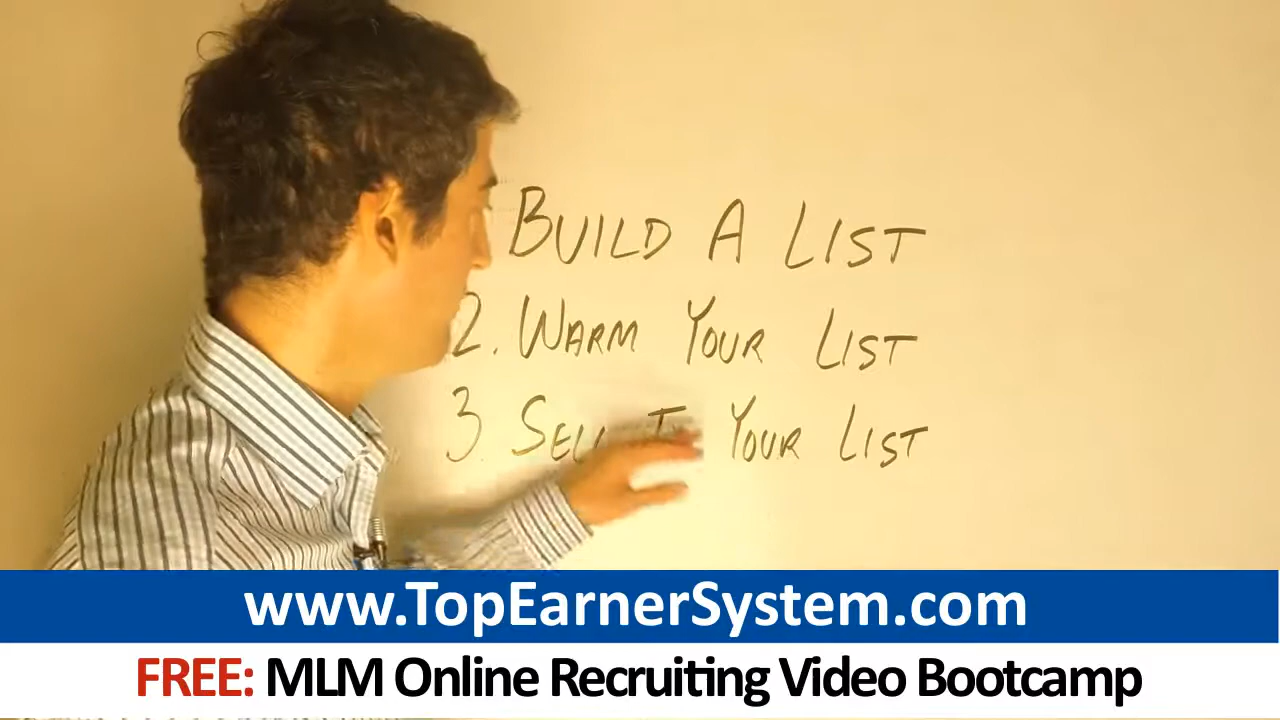 BUILD A LIST
2. WARM YOUR LIST
3. SELL TO YOUR LIST
www.TopEarnerSystem.com
FREE: MLM Online Recruiting Video Bootcamp